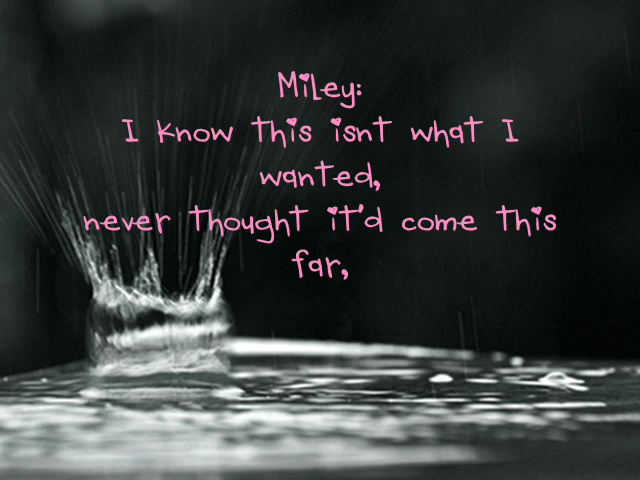 Miley:
I know this isnt what I
wanted,
never thought it'd come this
far,